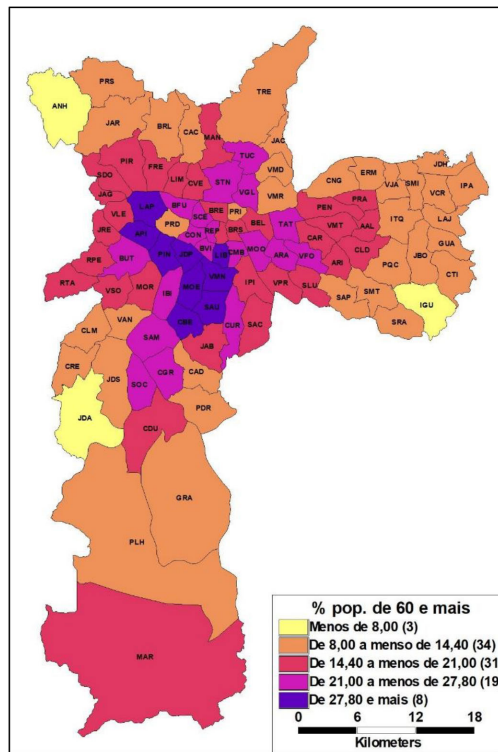 PRS
TRE
ANH
JAR
BRL
CAC
MAN
JAC
TUC
PIR
FRE
VMD
JDH
SDO
LIM
CVE
STN
CNG
ERM
VJA
SMI
VCR
IPA
JAG
VGL
VMR
PEN
PRA
LAP
BFU
BRE
PRI
ITQ
LAJ
VLE
PRD
SCE
REP
BRS
BEL
TAT
VMT
AAL
JRE
API
CON
CAR
GUA
BVI
LIB
CMB
MOO
ARA
VFO
CLD
JBO
RPE
BUT
PIN
JDP
ARI
PQC
CTI
RTA
VMN
VSO
MOR
IBI
MOE
IPI
VPR
SLU
SAP
SMT
IGU
SAU
SRA
CLM
VAN
CUR
SAC
SAM
JAB
CRE
JDS
CGR
CAD
SOC
JDA
PDR
CDU
GRA
PLH
MAR
% pop. de 60 e mais
Menos de 8,00 (3)
De 8,00 a menso de 14,40 (34)
De 14,40 a menos de 21,00 (31
De 21,00 a menos de 27,80 (19
De 27,80 e mais (8)
0 6 12 18
Kilometers